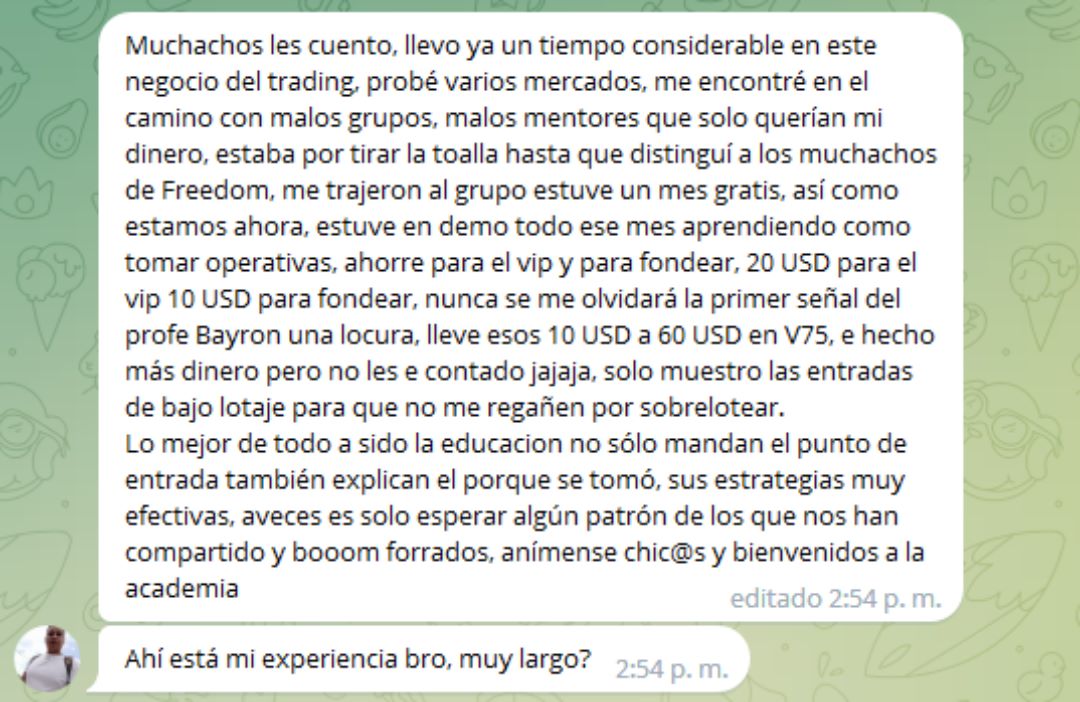 Muchachos les cuento, llevo ya un tiempo considerable en este
negocio del trading, probé varios mercados, me encontré en el
camino con malos grupos, malos mentores que solo querían mi
dinero, estaba por tirar la toalla hasta que distinguí a los muchachos
de Freedom, me trajeron al grupo estuve un mes gratis, así como
estamos ahora, estuve en demo todo ese mes aprendiendo como
tomar operativas, ahorre para el vip y para fondear, 20 USD para el
vip 10 USD para fondear, nunca se me olvidará la primer señal del
profe Bayron una locura, lleve esos 10 USD a 60 USD en V75, e hecho
más dinero pero no les e contado jajaja, solo muestro las entradas
de bajo lotaje para que no me regañen por sobrelotear.
Lo mejor de todo a sido la educacion no sólo mandan el punto de
entrada también explican el porque se tomó, sus estrategias muy
efectivas, aveces es solo esperar algún patrón de los que nos han
compartido y booom forrados, anímense chic@s y bienvenidos a la
academia
editado 2:54 p. m.
Ahí está mi experiencia bro, muy largo? 2:54 p. m.